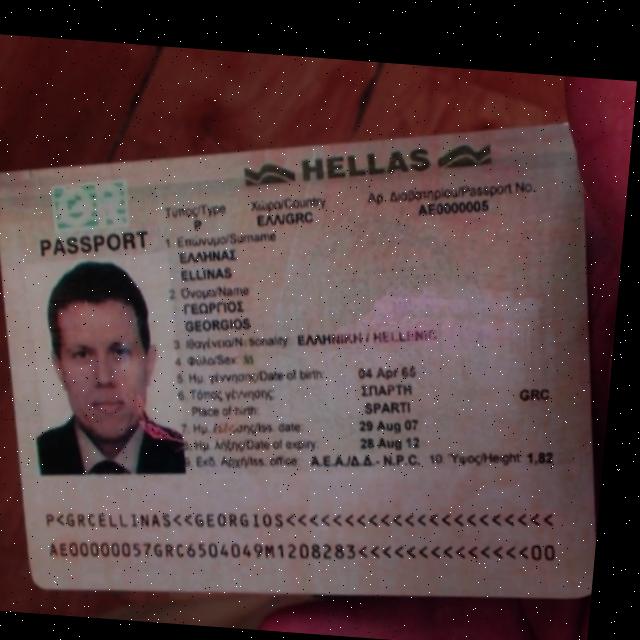 HELLAS
PASSPORT
Τύπος/Type
P
Χώρα/Country
ΕΛΛ/GRC
Αρ. Διαβατηρίου/Passport No.
AE0000005
1. Επώνυμο/Surname
ΕΛΛΗΝΑΣ
ELLINAS
2. Όνομα/Name
ΓΕΩΡΓΙΟΣ
GEORGIOS
3. Ιθαγένεια/Nationality ΕΛΛΗΝΙΚΗ / HELLENIC
4. Φύλο/Sex M
5. Ημ. γέννησης/Date of birth 04 Apr 65
6. Τόπος γέννησης ΣΠΑΡΤΗ GRC
Place of birth SPARTI
7. Ημ. έκδοσης/Iss. date 29 Aug 07
8. Ημ. λήξης/Date of expiry 28 Aug 12
9. Εκδ. Αρχή/Iss. office Α.Ε.Α/Δ.Δ.- N.P.C. 10. Ύψος/Height 1,82
P<GRCELLINAS<<GEORGIOS<<<<<<<<<<<<<<<<<<<<<<
AE00000057GRC6504049M1208283<<<<<<<<<<<<<<00